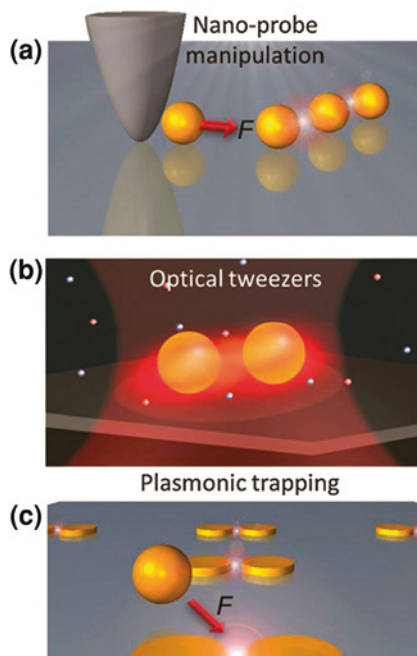 Nano-probe
manipulation
(a)
F
(b)
Optical tweezers
Plasmonic trapping
(c)
F